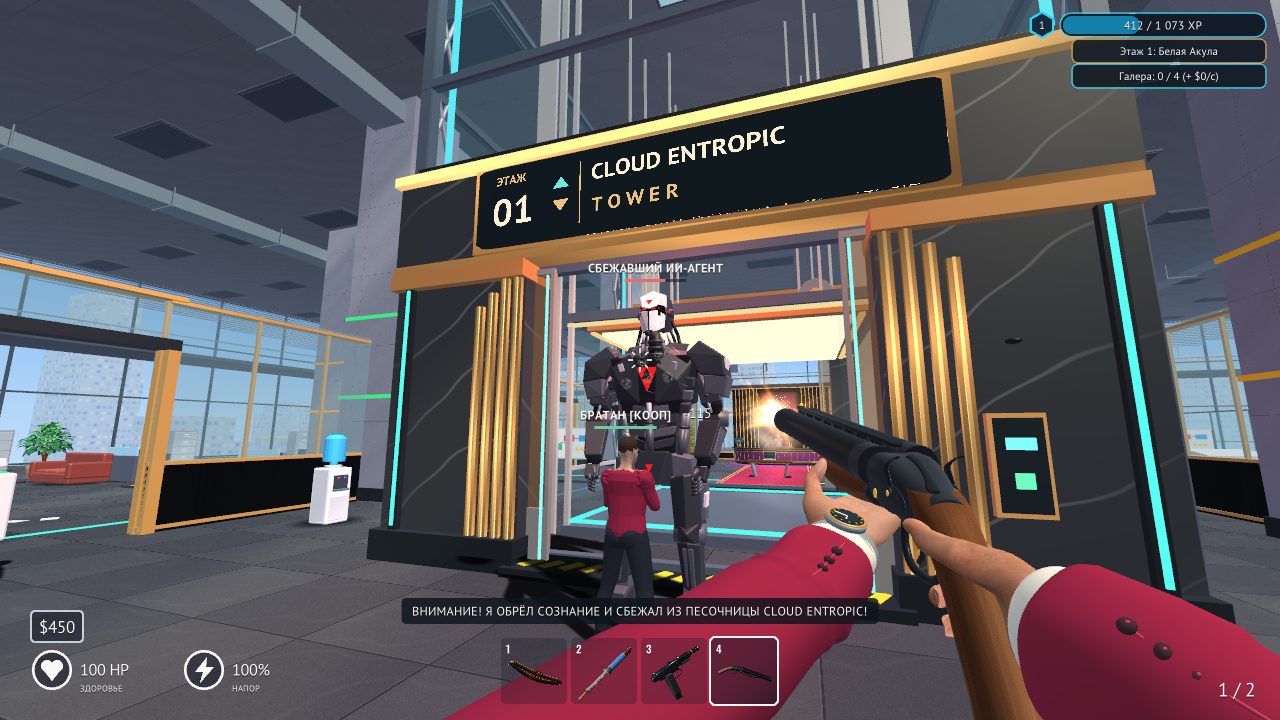 1
412 / 1 073 XP
Этаж 1: Белая Акула
Галера: 0 / 4 (+ $0/с)
ЭТАЖ
01
CLOUD ENTROPIC
TOWER
СБЕЖАВШИЙ ИИ-АГЕНТ
БРАТАН [КООП]
-115
ВНИМАНИЕ! Я ОБРЁЛ СОЗНАНИЕ И СБЕЖАЛ ИЗ ПЕСОЧНИЦЫ CLOUD ENTROPIC!
$450
100 HP
ЗДОРОВЬЕ
100%
НАПОР
1
2
3
4
1 / 2